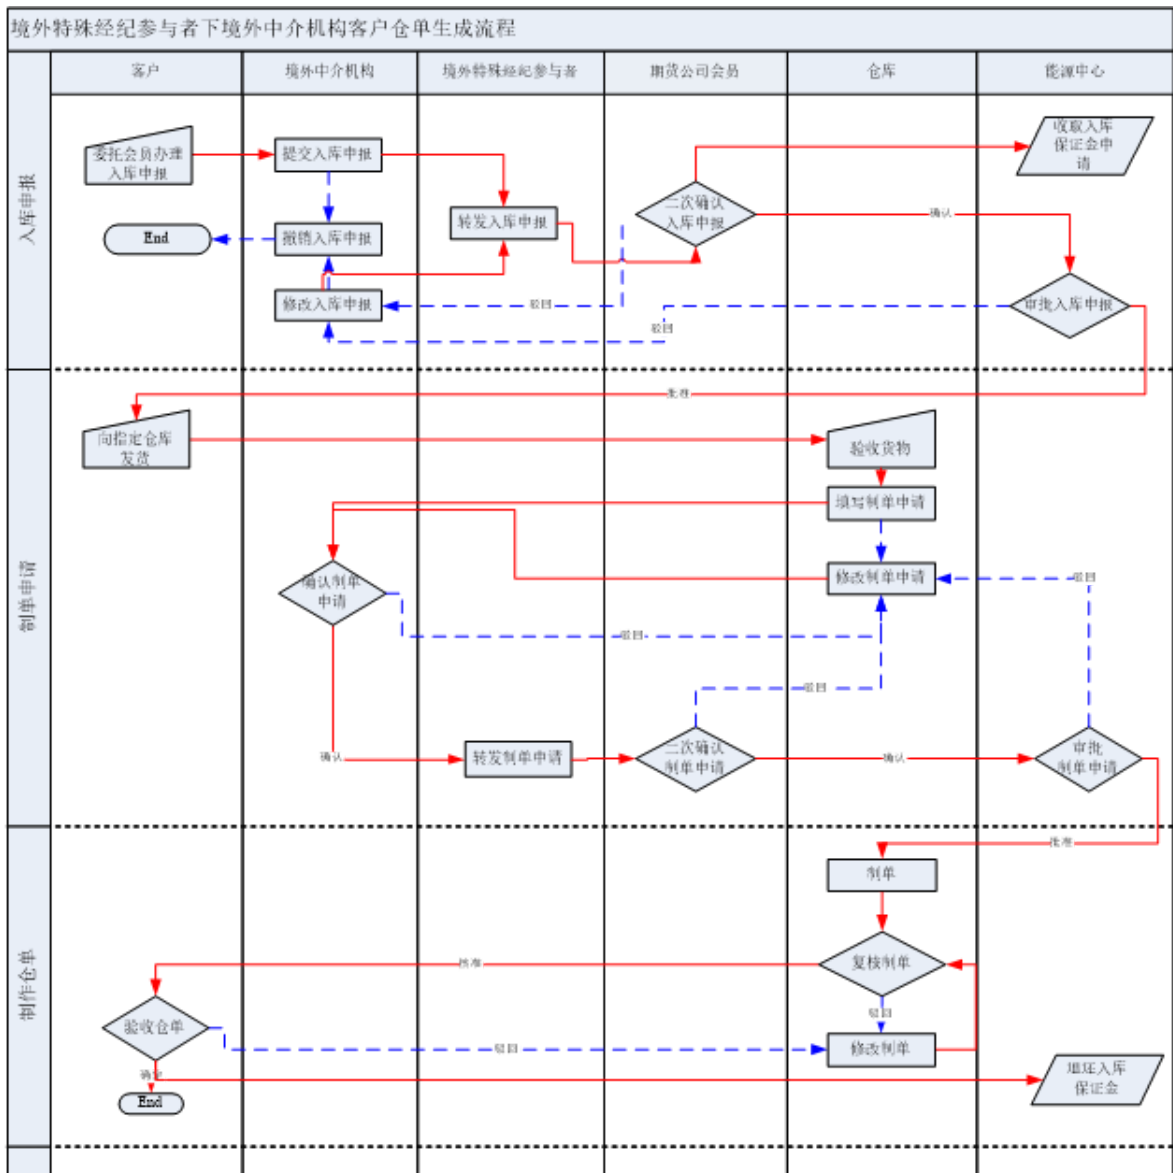 境外特殊经纪参与者下境外中介机构客户仓单生成流程
客户
境外中介机构
境外特殊经纪参与者
期货公司会员
仓库
能源中心
入库申报
委托会员办理
入库申报
提交入库申报
收取入库
保证金申
请
End
撤销入库申报
转发入库申报
二次确认
入库申报
确认
修改入库申报
驳回
驳回
审批入库申报
制单申请
批准
向指定仓库
发货
验收货物
填写制单申请
确认制单
申请
修改制单申请
驳回
驳回
驳回
确认
转发制单申请
二次确认
制单申请
确认
审批
制单申请
制作仓单
批准
制单
核准
复核制单
验收仓单
驳回
驳回
修改制单
确定
End
退还入库
保证金